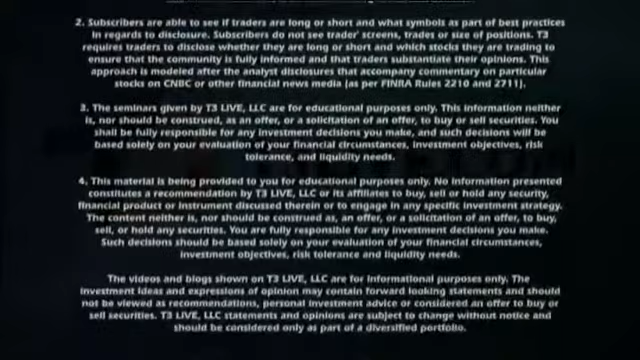 2. Subscribers are able to see if traders are long or short and what symbols as part of best practices
in regards to disclosure. Subscribers do not see trader' screens, trades or size of positions. T3
requires traders to disclose whether they are long or short and which stocks they are trading to
ensure that the community is fully informed and that traders substantiate their opinions. This
approach is modeled after the analyst disclosures that accompany commentary on particular
stocks on CNBC or other financial news media (as per FINRA Rules 2210 and 2711).
3. The seminars given by T3 LIVE, LLC are for educational purposes only. This information neither
is, nor should be construed, as an offer, or a solicitation of an offer, to buy or sell securities. You
shall be fully responsible for any investment decisions you make, and such decisions will be
based solely on your evaluation of your financial circumstances, investment objectives, risk
tolerance, and liquidity needs.
4. This material is being provided to you for educational purposes only. No information presented
constitutes a recommendation by T3 LIVE, LLC or its affiliates to buy, sell or hold any security,
financial product or instrument discussed therein or to engage in any specific investment strategy.
The content neither is, nor should be construed as, an offer, or a solicitation of an offer, to buy,
sell, or hold any securities. You are fully responsible for any investment decisions you make.
Such decisions should be based solely on your evaluation of your financial circumstances,
investment objectives, risk tolerance and liquidity needs.
The videos and blogs shown on T3 LIVE, LLC are for informational purposes only. The
investment ideas and expressions of opinion may contain forward looking statements and should
not be viewed as recommendations, personal investment advice or considered an offer to buy or
sell securities. T3 LIVE, LLC statements and opinions are subject to change without notice and
should be considered only as part of a diversified portfolio.